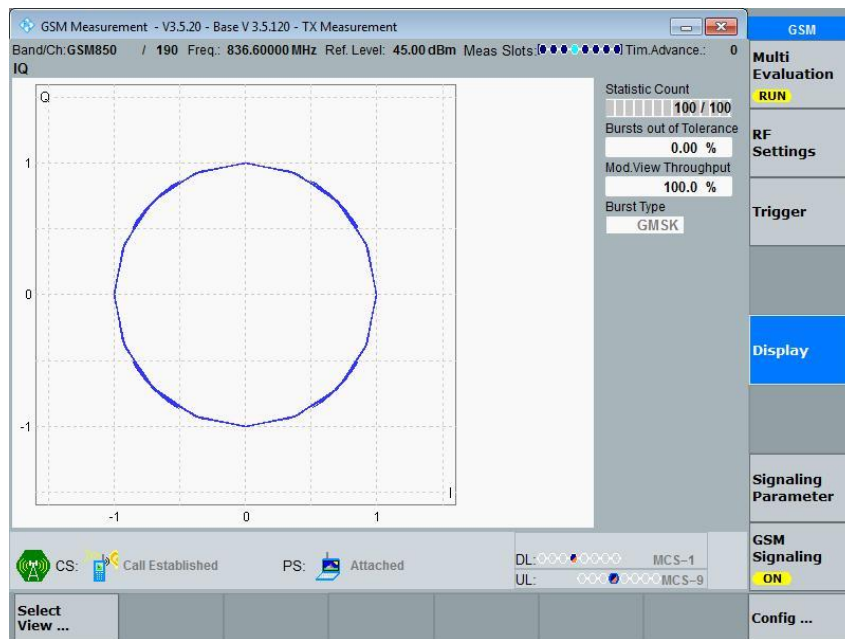 GSM Measurement - V3.5.20 - Base V 3.5.120 - TX Measurement
GSM
Band/Ch: GSM850 / 190 Freq.: 836.60000 MHz Ref. Level: 45.00 dBm Meas Slots: Tim.Advance.: 0
IQ
Multi
Evaluation
RUN
Q
Statistic Count
100 / 100
Bursts out of Tolerance
0.00 %
Mod.View Throughput
100.0 %
Burst Type
GMSK
RF
Settings
Trigger
1
0
-1
I
-1 0 1
Display
Signaling
Parameter
GSM
Signaling
ON
CS: Call Established PS: Attached
DL: MCS-1
UL: MCS-9
Select
View ...
Config ...